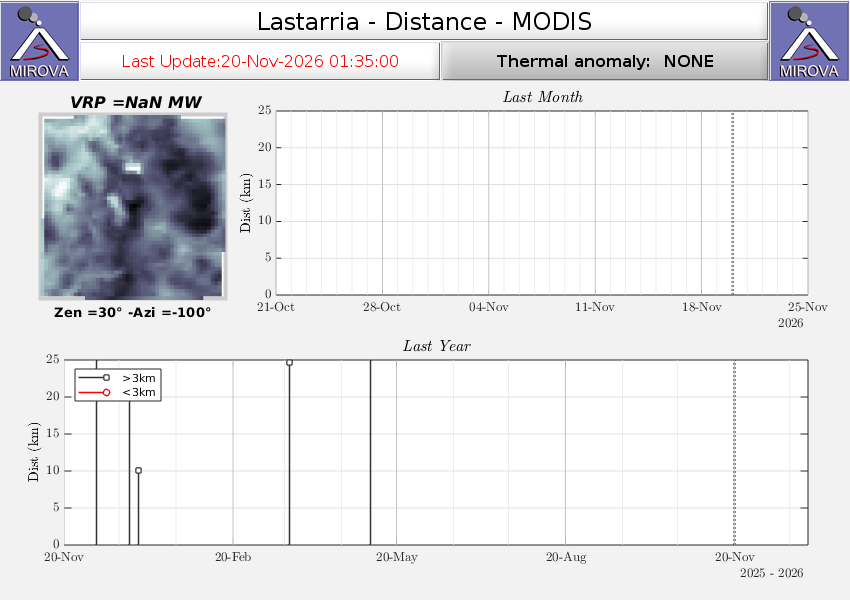 Lastarria - Distance - MODIS
MIROVA
Last Update:20-Nov-2026 01:35:00
Thermal anomaly: NONE
MIROVA
VRP =NaN MW
Zen =30° -Azi =-100°
Last Month
Dist (km)
25
20
15
10
5
0
21-Oct 28-Oct 04-Nov 11-Nov 18-Nov 25-Nov
2026
Last Year
Dist (km)
25
20
15
10
5
0
>3km
<3km
20-Nov 20-Feb 20-May 20-Aug 20-Nov
2025 - 2026